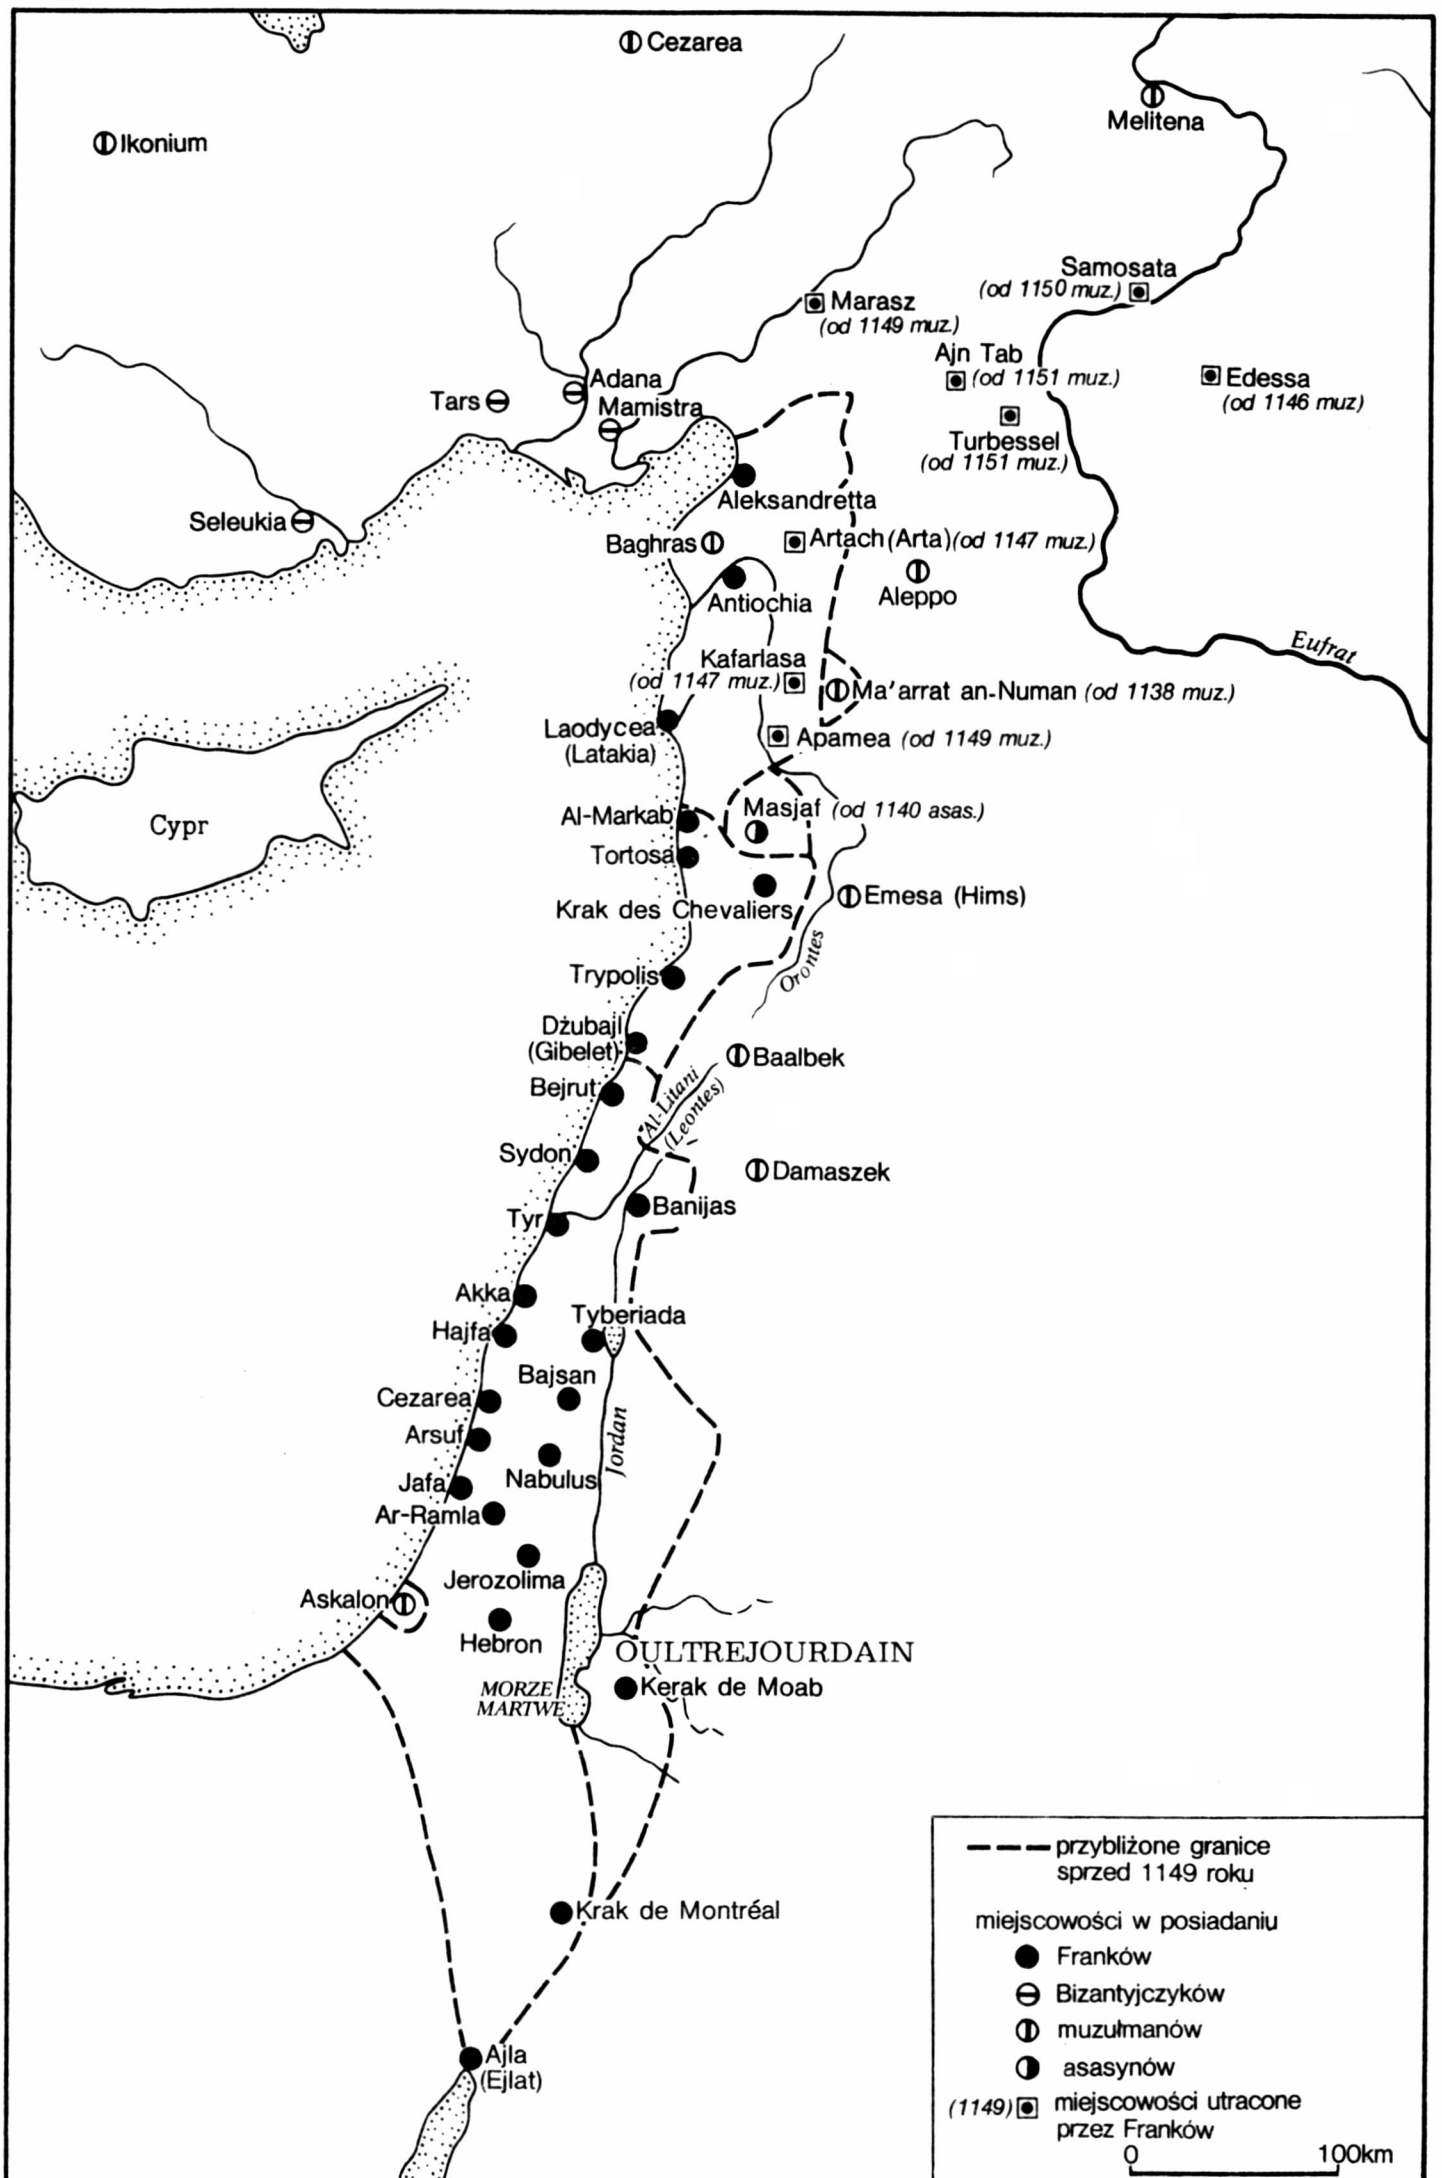 Cezarea
Melitena
Ikonium
Samosata
(od 1150 muz.)
Marasz
(od 1149 muz.)
Ajn Tab
(od 1151 muz.)
Edessa
(od 1146 muz)
Adana
Tars
Mamistra
Turbessel
(od 1151 muz.)
Aleksandretta
Seleukia
Baghras
Artach (Arta) (od 1147 muz.)
Aleppo
Antiochia
Eufrat
Kafarlasa
(od 1147 muz.)
Ma'arrat an-Numan (od 1138 muz.)
Laodycea
(Latakia)
Apamea (od 1149 muz.)
Cypr
Al-Markab
Masjaf (od 1140 asas.)
Tortosa
Emesa (Hims)
Krak des Chevaliers
Orontes
Trypolis
Dżubajl
(Gibelet)
Baalbek
Bejrut
Al-Litani
(Leontes)
Sydon
Damaszek
Banijas
Tyr
Akka
Tyberiada
Hajfa
Bajsan
Cezarea
Arsuf
Jordan
Nabulus
Jafa
Ar-Ramla
Jerozolima
Askalon
Hebron
OULTREJOURDAIN
MORZE
MARTWE
Kerak de Moab
Krak de Montréal
Ajla
(Ejlat)
przybliżone granice
sprzed 1149 roku
miejscowości w posiadaniu
Franków
Bizantyjczyków
muzułmanów
asasynów
(1149) miejscowości utracone
przez Franków
0 100km